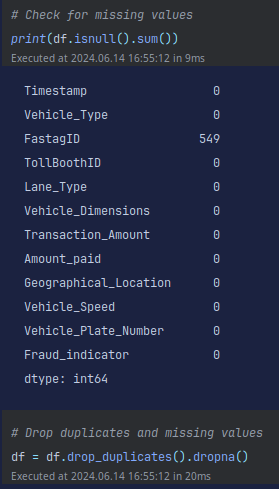 # Check for missing values
print(df.isnull().sum())
Executed at 2024.06.14 16:55:12 in 9ms
Timestamp 0
Vehicle_Type 0
FastagID 549
TollBoothID 0
Lane_Type 0
Vehicle_Dimensions 0
Transaction_Amount 0
Amount_paid 0
Geographical_Location 0
Vehicle_Speed 0
Vehicle_Plate_Number 0
Fraud_indicator 0
dtype: int64
# Drop duplicates and missing values
df = df.drop_duplicates().dropna()
Executed at 2024.06.14 16:55:12 in 20ms